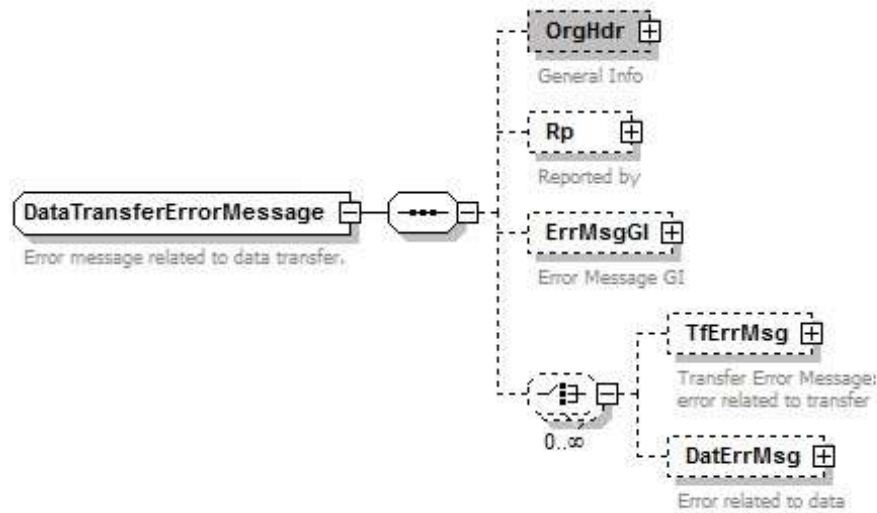 OrgHdr
General Info
Rp
Reported by
DataTransferErrorMessage
Error message related to data transfer.
ErrMsgGI
Error Message GI
0..∞
TfErrMsg
Transfer Error Message:
error related to transfer
DatErrMsg
Error related to data